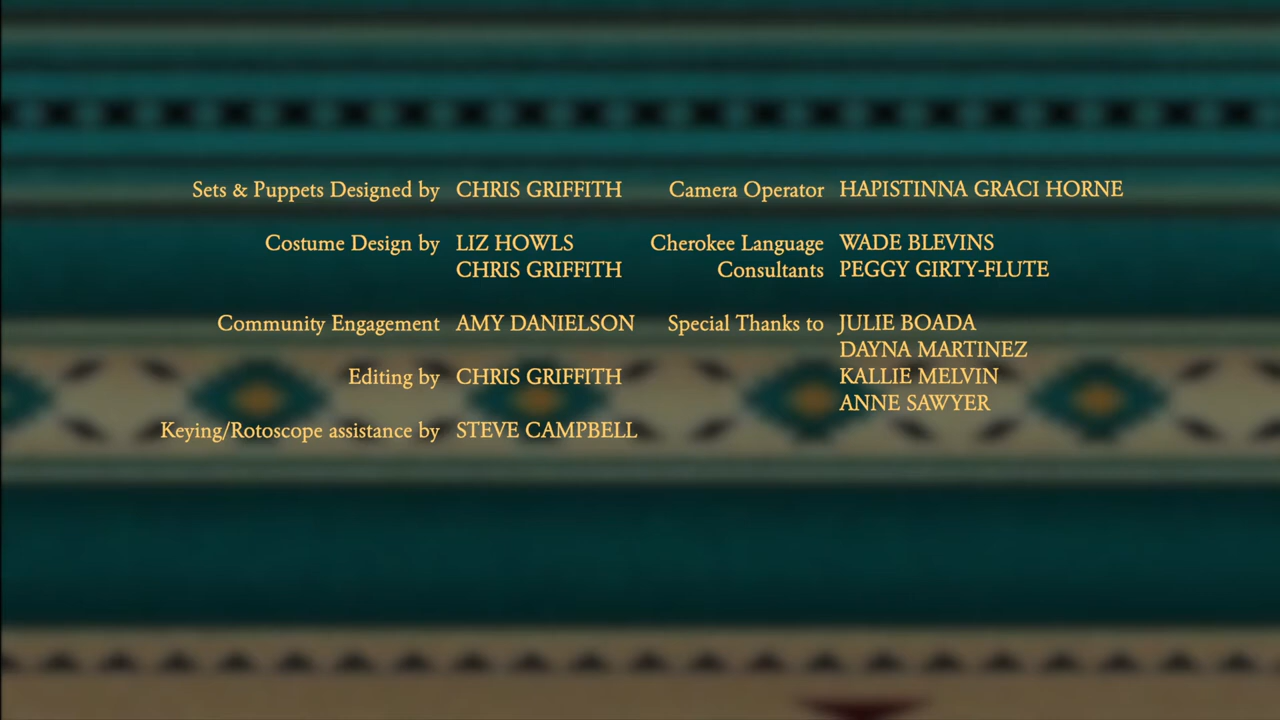 Sets & Puppets Designed by CHRIS GRIFFITH
Costume Design by LIZ HOWLS
CHRIS GRIFFITH
Community Engagement AMY DANIELSON
Editing by CHRIS GRIFFITH
Keying/Rotoscope assistance by STEVE CAMPBELL
Camera Operator HAPISTINNA GRACI HORNE
Cherokee Language WADE BLEVINS
Consultants PEGGY GIRTY-FLUTE
Special Thanks to JULIE BOADA
DAYNA MARTINEZ
KALLIE MELVIN
ANNE SAWYER